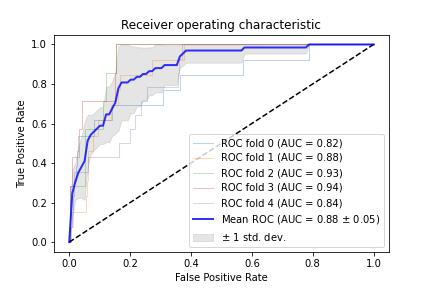 Receiver operating characteristic
True Positive Rate
1.0
0.8
0.6
0.4
0.2
0.0
ROC fold 0 (AUC = 0.82)
ROC fold 1 (AUC = 0.88)
ROC fold 2 (AUC = 0.93)
ROC fold 3 (AUC = 0.94)
ROC fold 4 (AUC = 0.84)
Mean ROC (AUC = 0.88 ± 0.05)
± 1 std. dev.
0.0 0.2 0.4 0.6 0.8 1.0
False Positive Rate